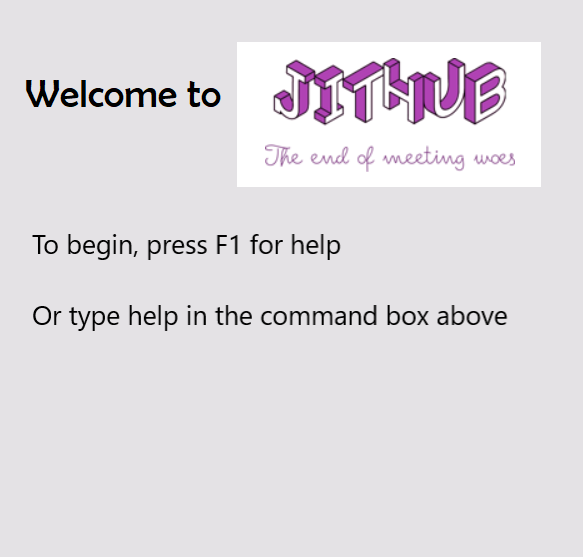 Welcome to
JITHUB
The end of meeting woes
To begin, press F1 for help
Or type help in the command box above